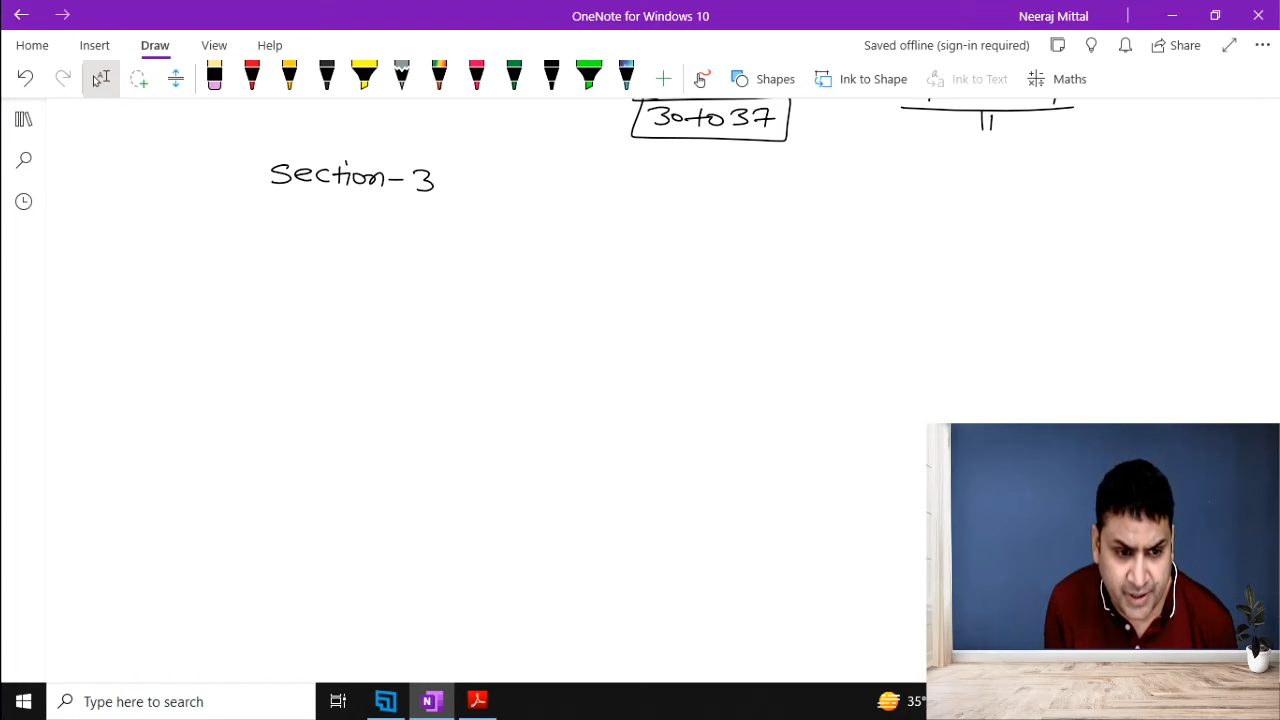 OneNote for Windows 10
Neeraj Mittal
Home Insert Draw View Help
Saved offline (sign-in required) Share
Shapes Ink to Shape Ink to Text Maths
30 to 37
Section-3
Type here to search
35°